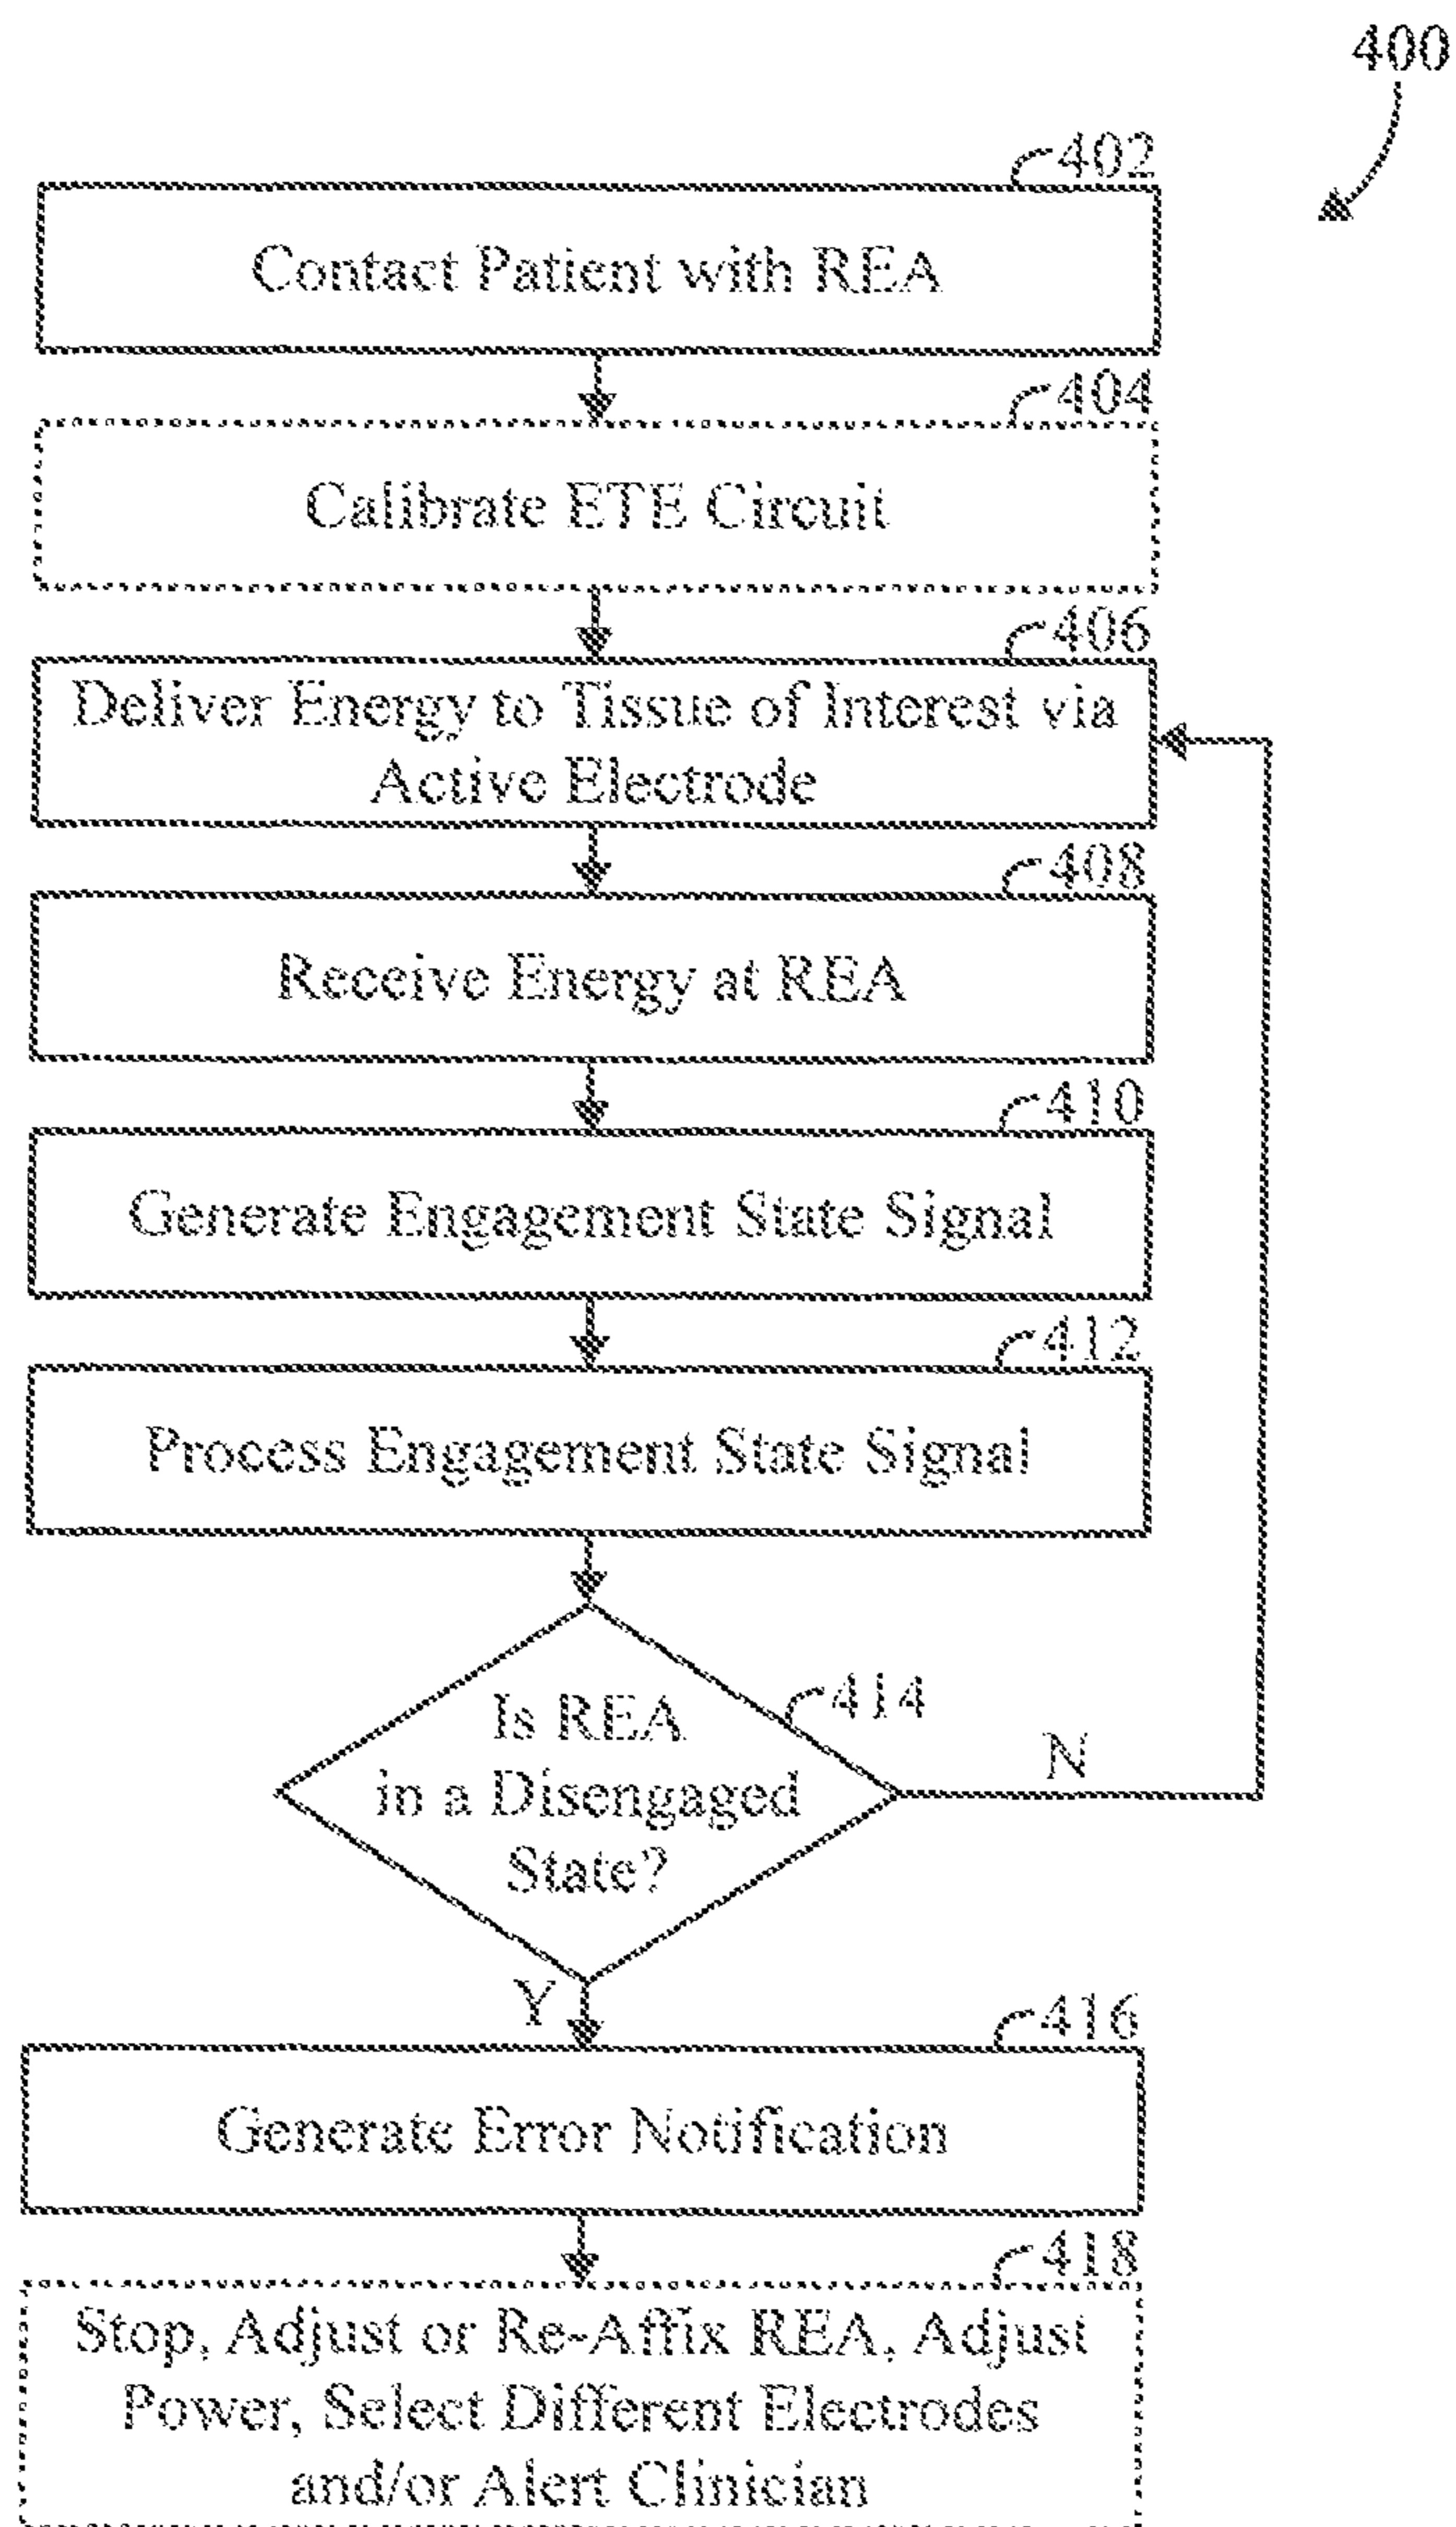 400
402
Contact Patient with REA
404
Calibrate ETE Circuit
406
Deliver Energy to Tissue of Interest via
Active Electrode
408
Receive Energy at REA
410
Generate Engagement State Signal
412
Process Engagement State Signal
414
Is REA
in a Disengaged
State?
N
Y
416
Generate Error Notification
418
Stop, Adjust or Re-Affix REA, Adjust
Power, Select Different Electrodes
and/or Alert Clinician